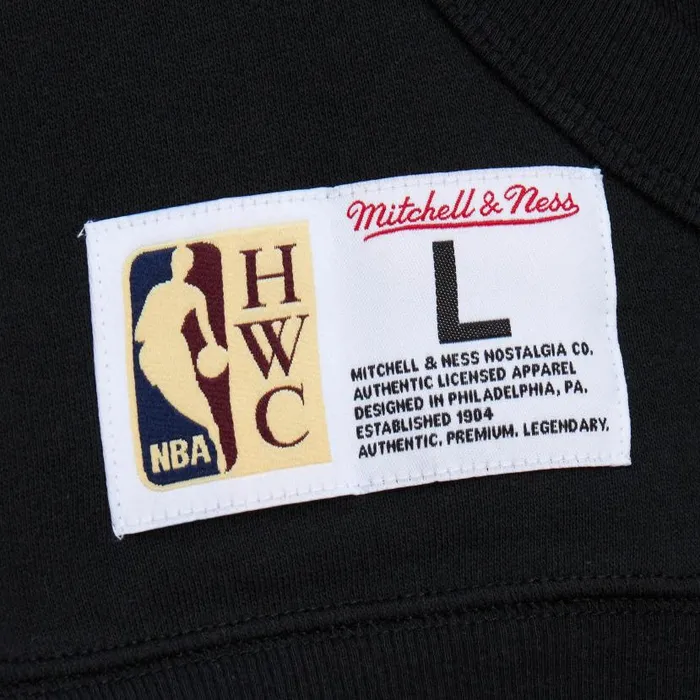 NBA
H
W
C
Mitchell & Ness
L
MITCHELL & NESS NOSTALGIA CO.
AUTHENTIC LICENSED APPAREL
DESIGNED IN PHILADELPHIA, PA.
ESTABLISHED 1904
AUTHENTIC. PREMIUM. LEGENDARY.